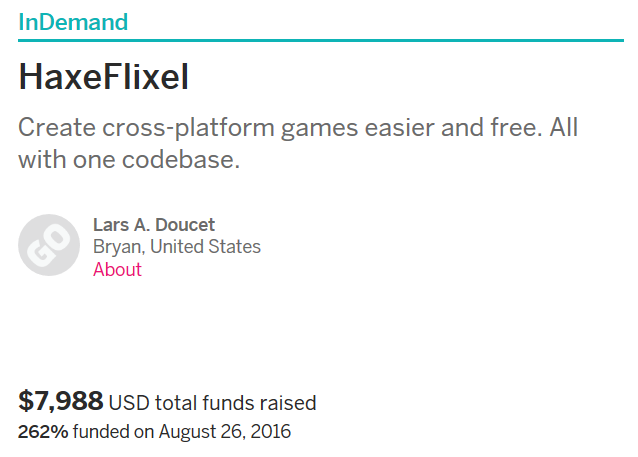 InDemand
HaxeFlixel
Create cross-platform games easier and free. All
with one codebase.
GO
Lars A. Doucet
Bryan, United States
About
$7,988 USD total funds raised
262% funded on August 26, 2016